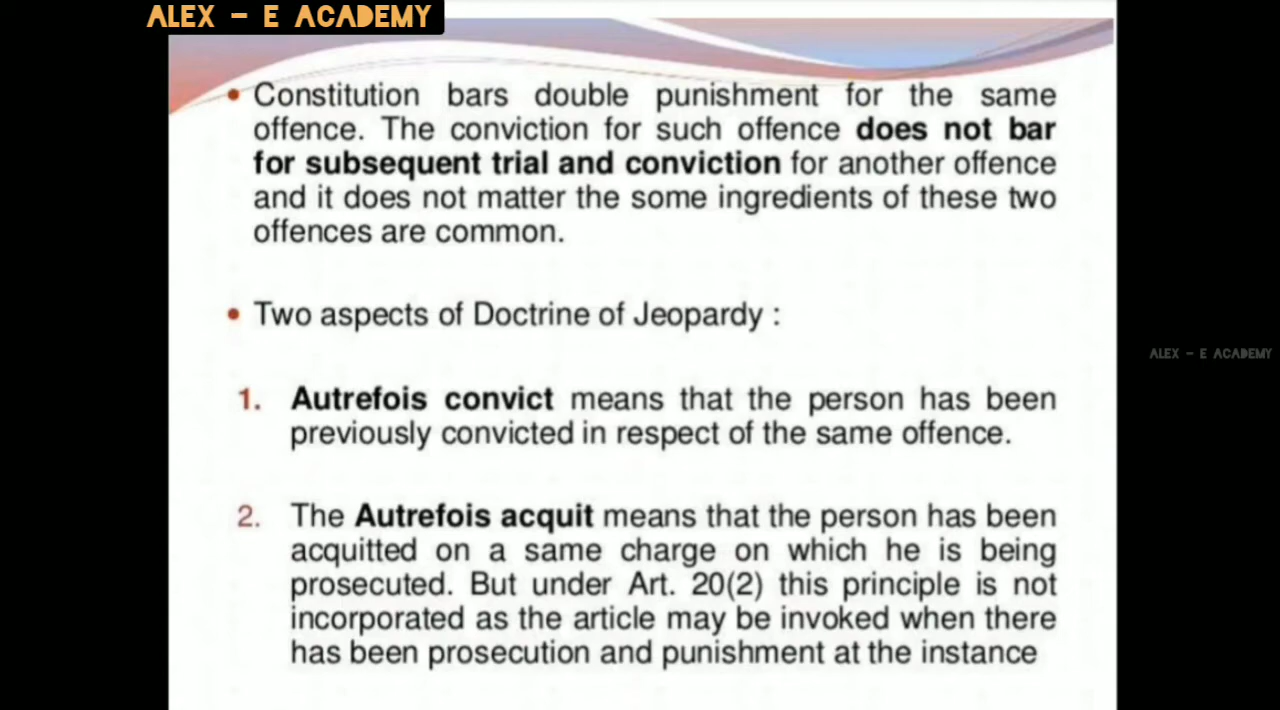 ALEX - E ACADEMY
• Constitution bars double punishment for the same
offence. The conviction for such offence does not bar
for subsequent trial and conviction for another offence
and it does not matter the some ingredients of these two
offences are common.
• Two aspects of Doctrine of Jeopardy :
1. Autrefois convict means that the person has been
previously convicted in respect of the same offence.
2. The Autrefois acquit means that the person has been
acquitted on a same charge on which he is being
prosecuted. But under Art. 20(2) this principle is not
incorporated as the article may be invoked when there
has been prosecution and punishment at the instance
ALEX - E ACADEMY